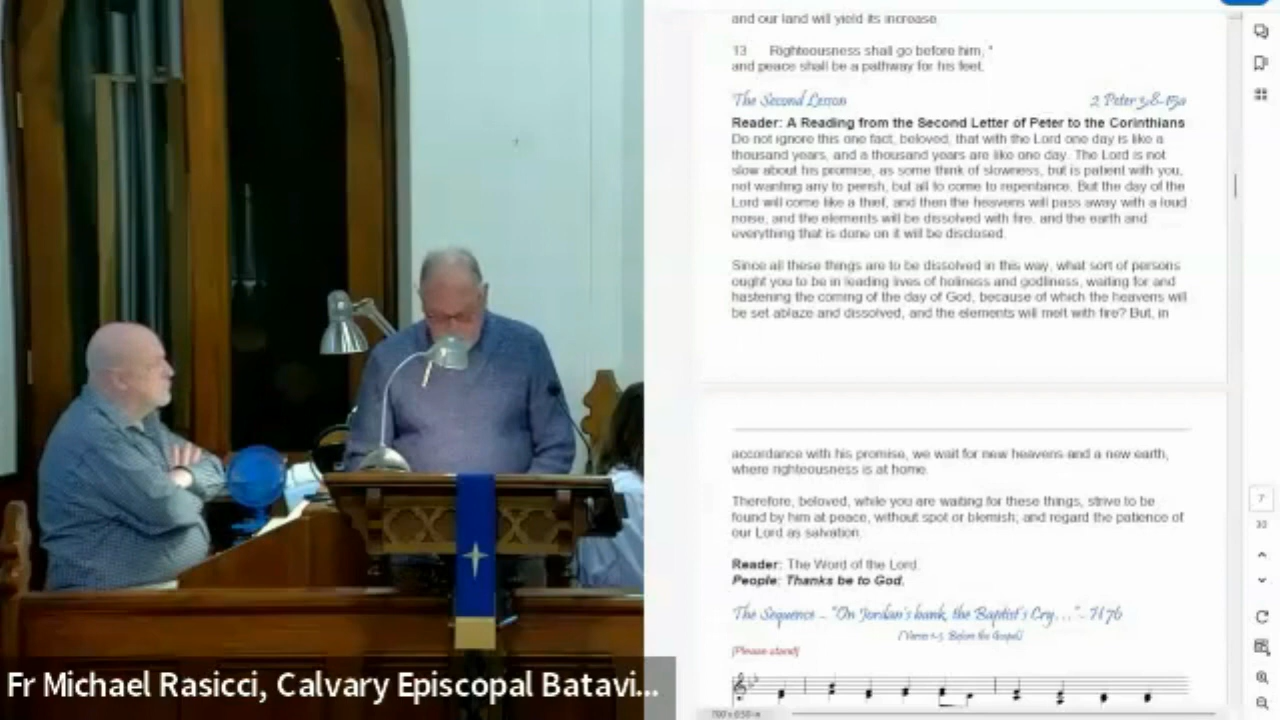 and our land will yield its increase.
13 Righteousness shall go before him, *
and peace shall be a pathway for his feet.
The Second Lesson 2 Peter 3:8-15a
Reader: A Reading from the Second Letter of Peter to the Corinthians
Do not ignore this one fact, beloved, that with the Lord one day is like a
thousand years, and a thousand years are like one day. The Lord is not
slow about his promise, as some think of slowness, but is patient with you,
not wanting any to perish, but all to come to repentance. But the day of the
Lord will come like a thief, and then the heavens will pass away with a loud
noise, and the elements will be dissolved with fire, and the earth and
everything that is done on it will be disclosed.
Since all these things are to be dissolved in this way, what sort of persons
ought you to be in leading lives of holiness and godliness, waiting for and
hastening the coming of the day of God, because of which the heavens will
be set ablaze and dissolved, and the elements will melt with fire? But, in
accordance with his promise, we wait for new heavens and a new earth,
where righteousness is at home.
Therefore, beloved, while you are waiting for these things, strive to be
found by him at peace, without spot or blemish; and regard the patience of
our Lord as salvation.
Reader: The Word of the Lord.
People: Thanks be to God.
The Sequence ~ "On Jordan's bank, the Baptist's Cry…" ~ H 76
Before the Gospel)
[Please stand]
7
Fr Michael Rasicci, Calvary Episcopal Batavi...